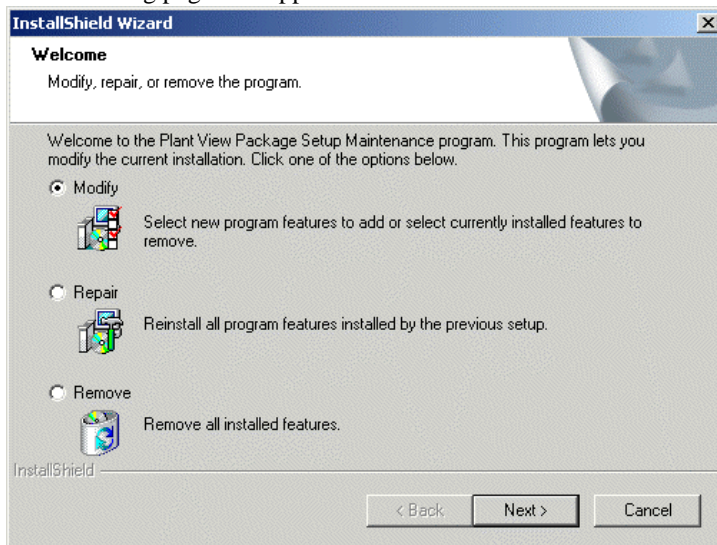 InstallShield Wizard
Welcome
Modify, repair, or remove the program.
Welcome to the Plant View Package Setup Maintenance program. This program lets you
modify the current installation. Click one of the options below.
Modify
Select new program features to add or select currently installed features to
remove.
Repair
Reinstall all program features installed by the previous setup.
Remove
Remove all installed features.
InstallShield
< Back Next > Cancel